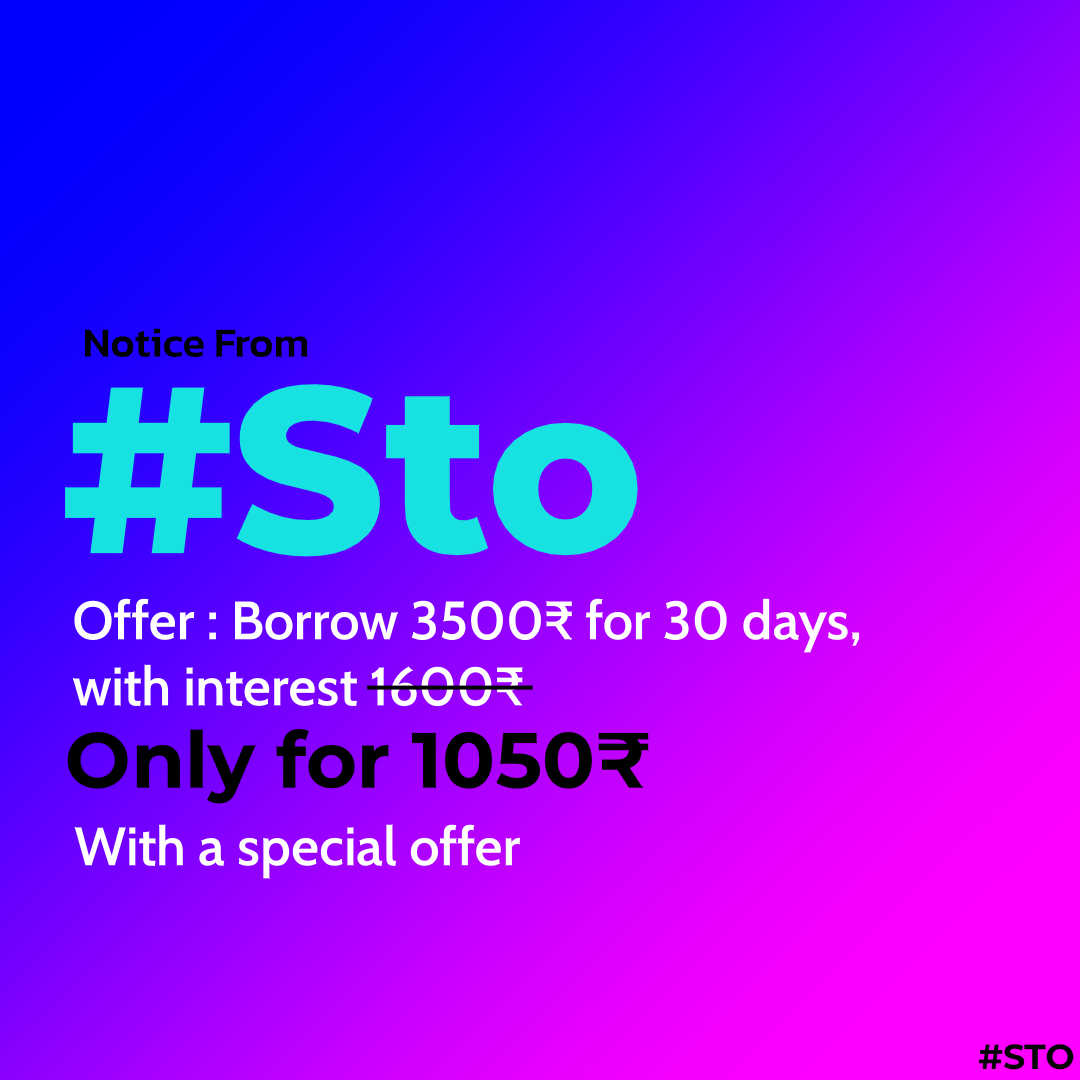 Notice From
#Sto
Offer : Borrow 3500₹ for 30 days,
with interest 1600₹
Only for 1050₹
With a special offer
#STO